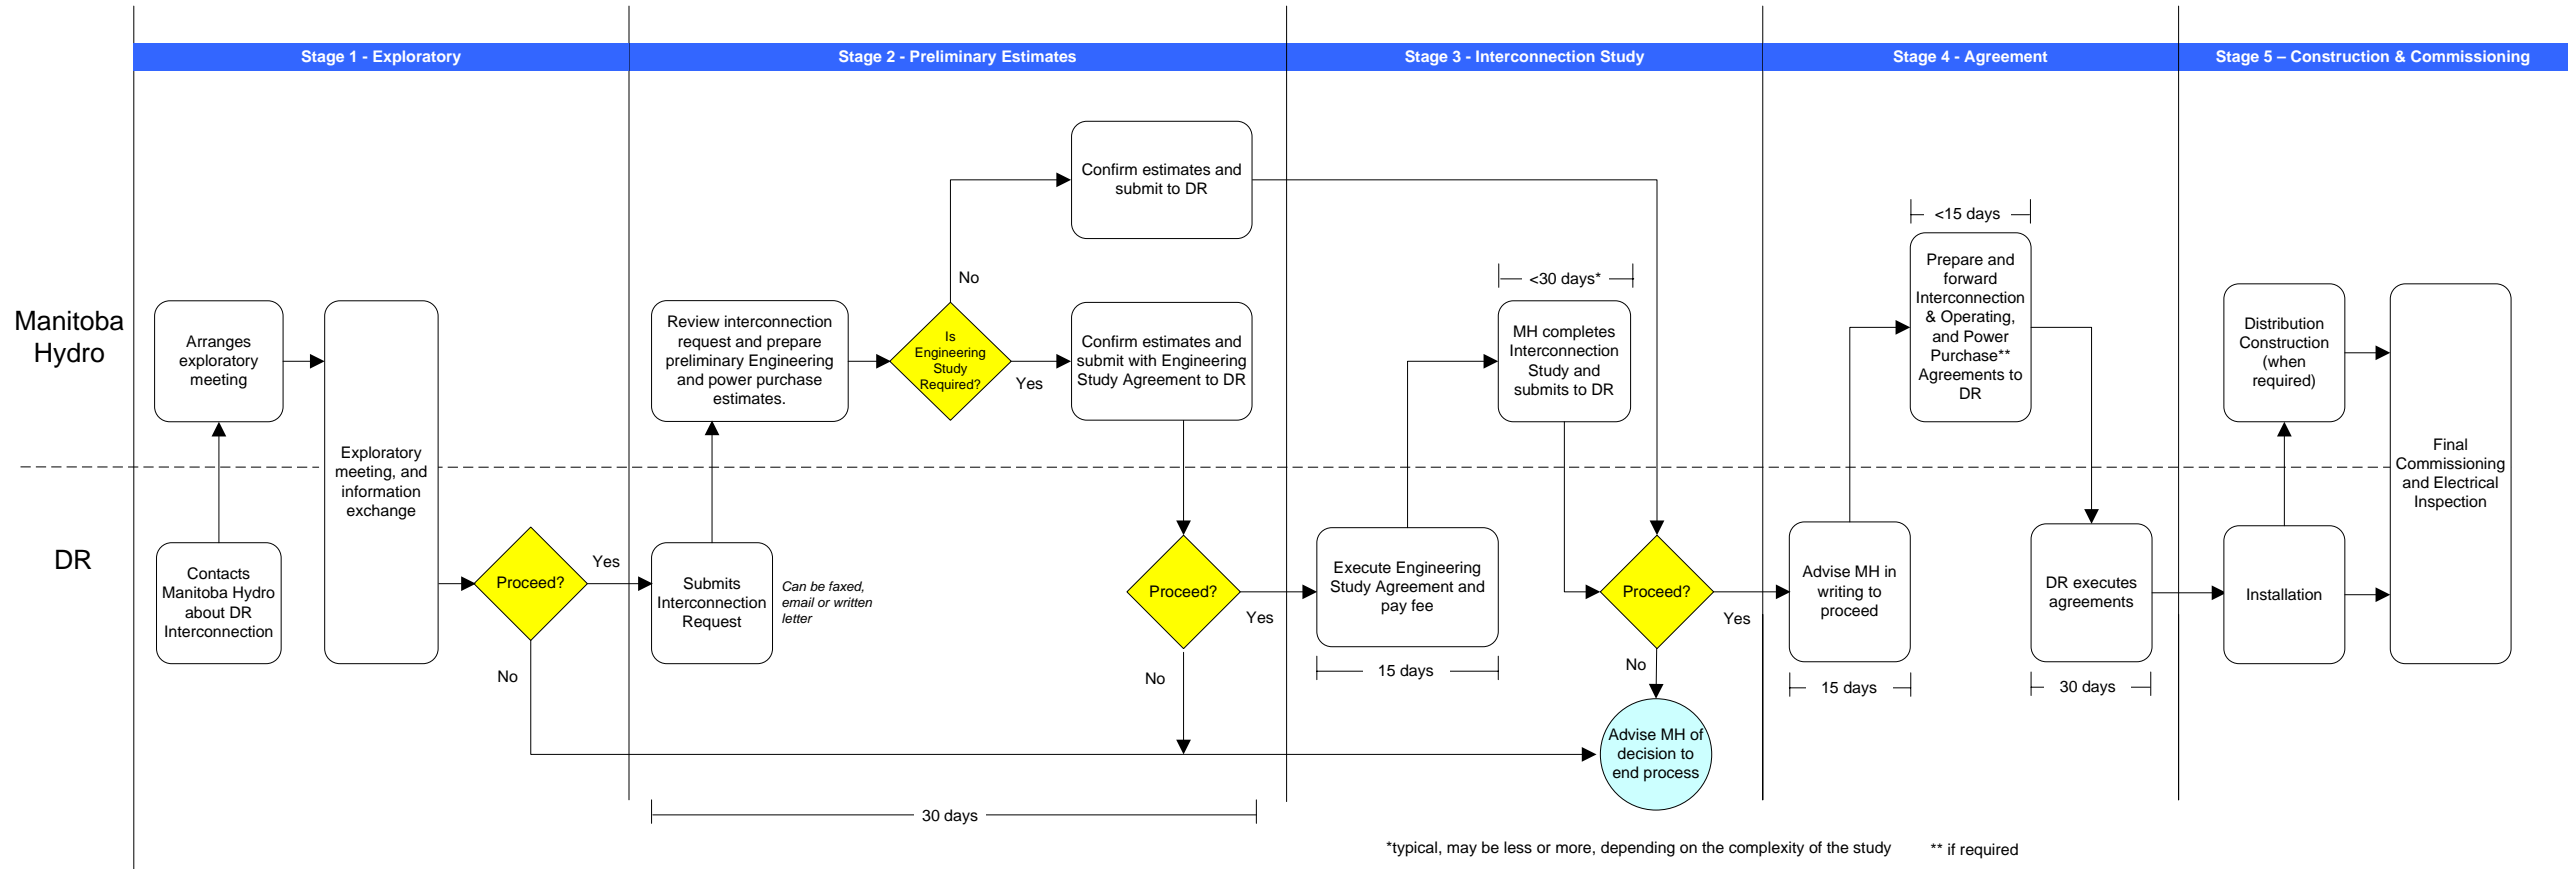 Stage 1 - Exploratory
Stage 2 - Preliminary Estimates
Stage 3 - Interconnection Study
Stage 4 - Agreement
Stage 5 – Construction & Commissioning
Manitoba
Hydro
DR
Arranges
exploratory
meeting
Contacts
Manitoba Hydro
about DR
Interconnection
Exploratory
meeting, and
information
exchange
Proceed?
Yes
No
Review interconnection
request and prepare
preliminary Engineering
and power purchase
estimates.
Submits
Interconnection
Request
Can be faxed,
email or written
letter
Is
Engineering
Study
Required?
No
Yes
Confirm estimates and
submit to DR
Confirm estimates and
submit with Engineering
Study Agreement to DR
Proceed?
Yes
No
30 days
Execute Engineering
Study Agreement and
pay fee
15 days
<30 days*
MH completes
Interconnection
Study and
submits to DR
Proceed?
Yes
No
Advise MH of
decision to
end process
Advise MH in
writing to
proceed
15 days
<15 days
Prepare and
forward
Interconnection
& Operating,
and Power
Purchase**
Agreements to
DR
DR executes
agreements
30 days
Distribution
Construction
(when
required)
Installation
Final
Commissioning
and Electrical
Inspection
*typical, may be less or more, depending on the complexity of the study
** if required